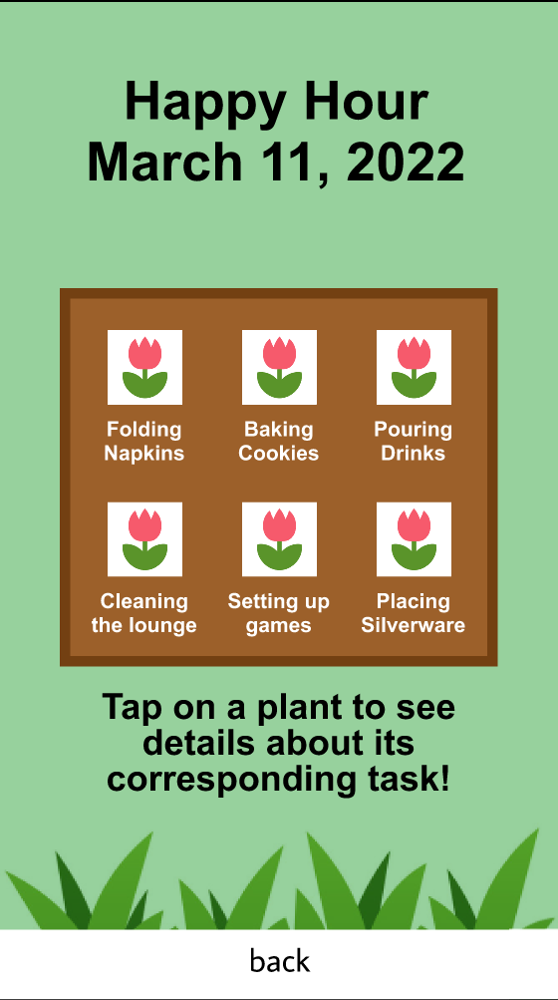 Happy Hour
March 11, 2022
Folding
Napkins
Baking
Cookies
Pouring
Drinks
Cleaning
the lounge
Setting up
games
Placing
Silverware
Tap on a plant to see
details about its
corresponding task!
back